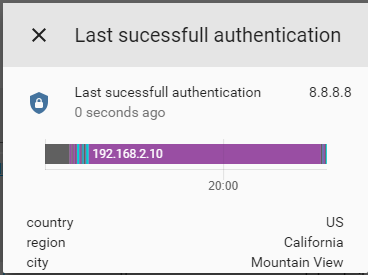 Last sucessfull authentication
Last sucessfull authentication 8.8.8.8
0 seconds ago
192.168.2.10
20:00
country US
region California
city Mountain View